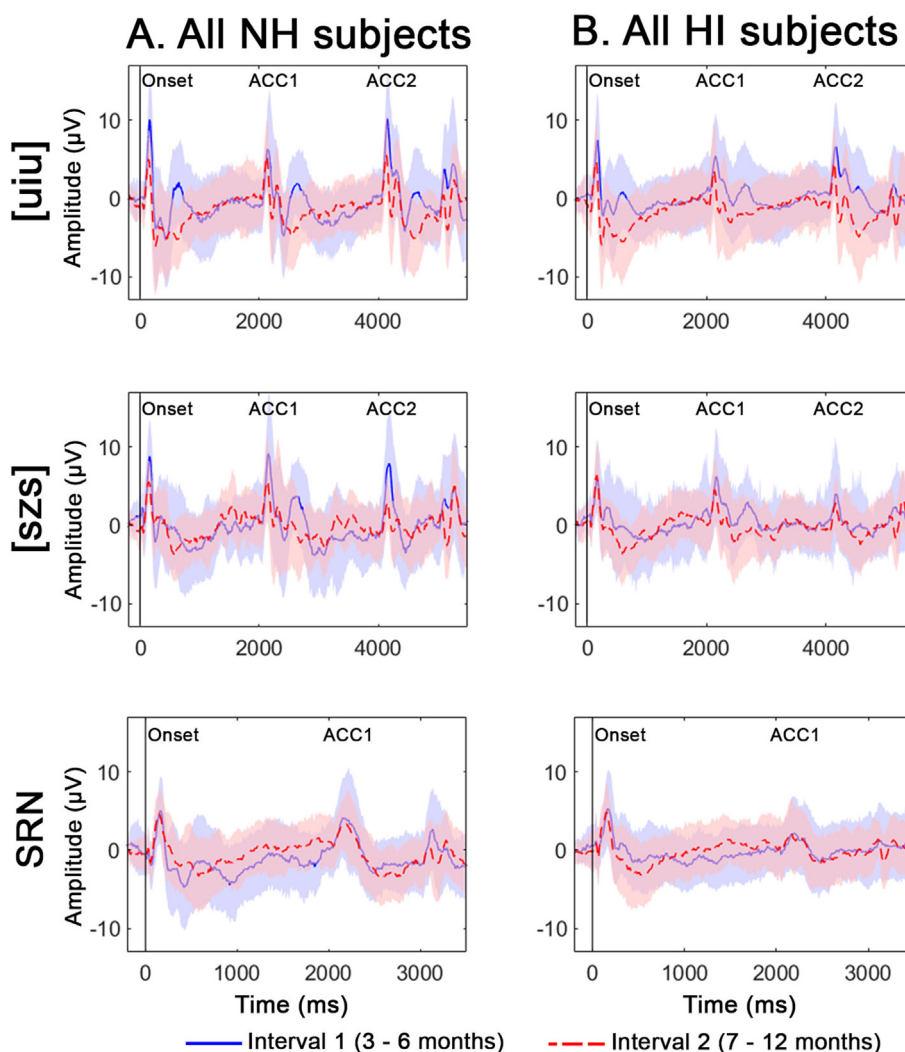 A. All NH subjects
B. All HI subjects
[uiu]
Amplitude (µV)
Onset ACC1 ACC2
10
0
-10
0 2000 4000
Onset ACC1 ACC2
0 2000 4000
[szs]
Amplitude (µV)
Onset ACC1 ACC2
10
0
-10
0 2000 4000
Onset ACC1 ACC2
0 2000 4000
SRN
Amplitude (µV)
Onset ACC1
10
0
-10
0 1000 2000 3000
Time (ms)
Onset ACC1
0 1000 2000 3000
Time (ms)
Interval 1 (3 - 6 months)
Interval 2 (7 - 12 months)